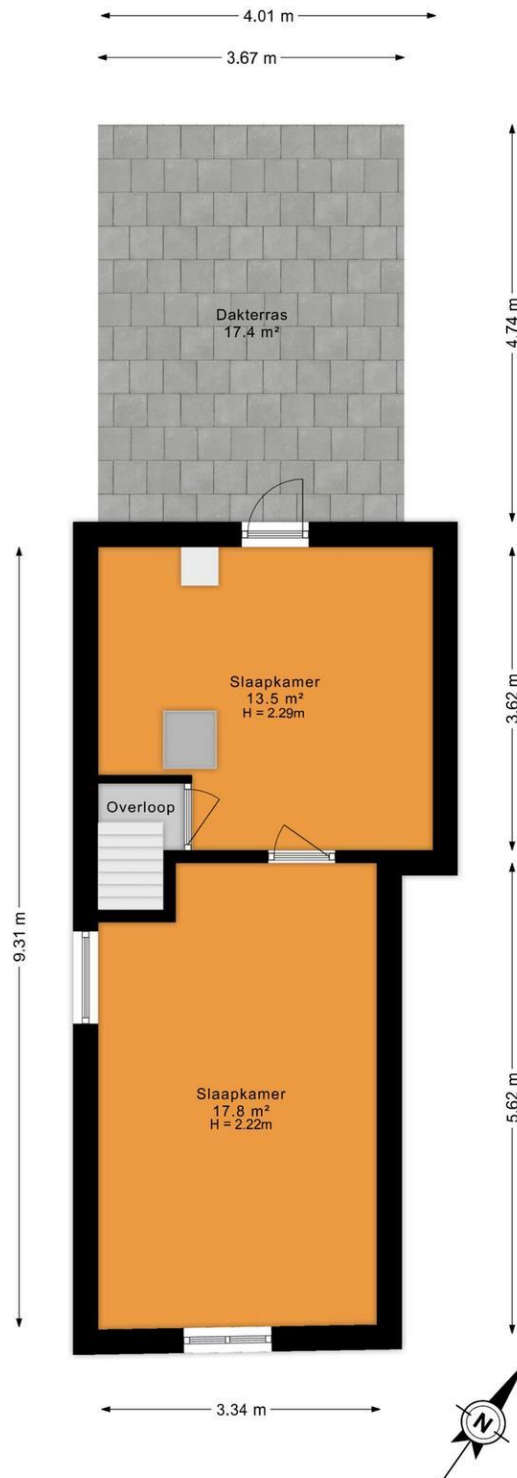 4.01 m
3.67 m
4.74 m
Dakterras
17.4 m²
3.62 m
Slaapkamer
13.5 m²
H = 2.29m
Overloop
9.31 m
5.62 m
Slaapkamer
17.8 m²
H = 2.22m
3.34 m
N